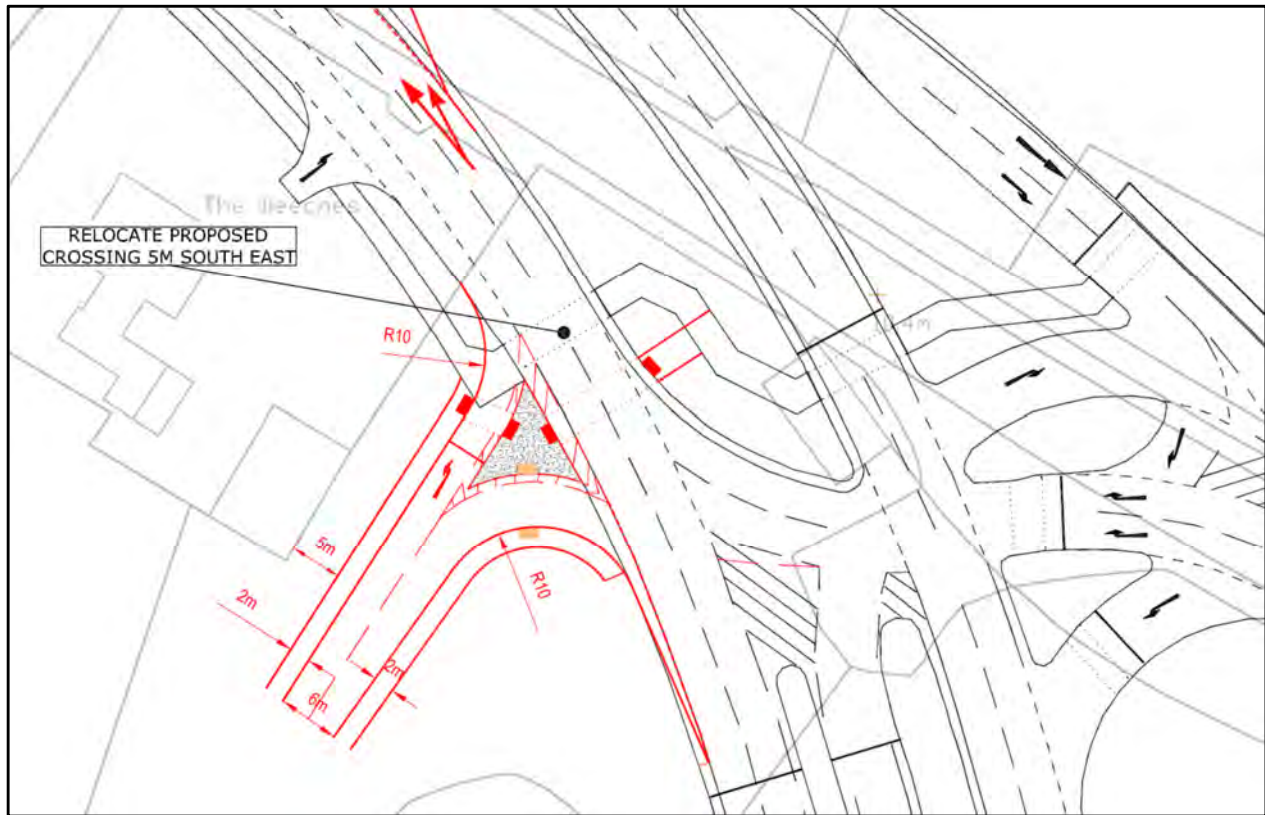 The Beeches
RELOCATE PROPOSED
CROSSING 5M SOUTH EAST
R10
5m
2m
6m
2m
R10